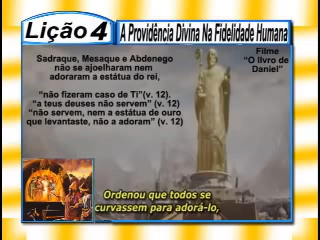 Lição 4
A Providência Divina Na Fidelidade Humana
Filme
“O lIvro de
Daniel”
Sadraque, Mesaque e Abdenego
não se ajoelharam nem
adoraram a estátua do rei,
“não fizeram caso de Ti”(v. 12).
“a teus deuses não servem” (v. 12)
“não servem, nem a estátua de ouro
que levantaste, não a adoram” (v. 12)
Ordenou que todos se
curvassem para adorá-lo,